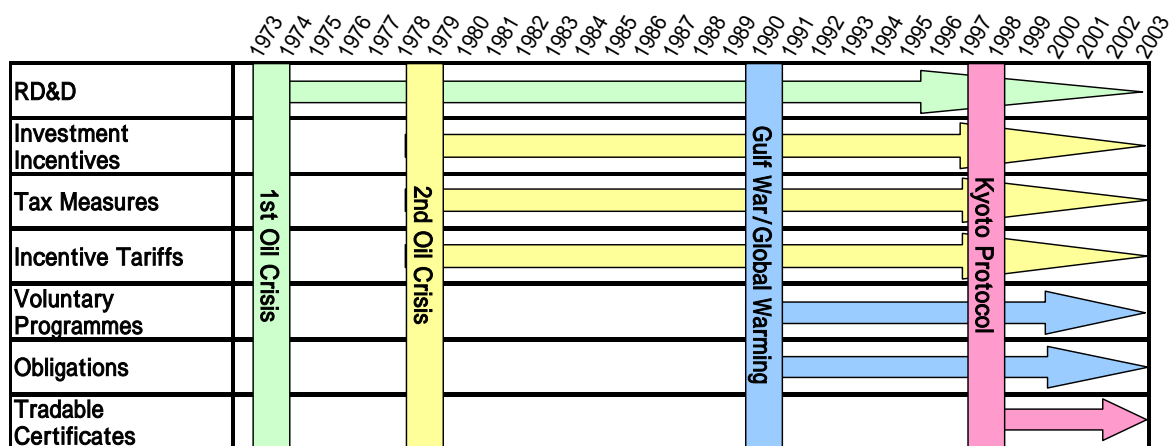 1973 1974 1975 1976 1977 1978 1979 1980 1981 1982 1983 1984 1985 1986 1987 1988 1989 1990 1991 1992 1993 1994 1995 1996 1997 1998 1999 2000 2001 2002 2003
RD&D
Investment
Incentives
Tax Measures
Incentive Tariffs
Voluntary
Programmes
Obligations
Tradable
Certificates
1st Oil Crisis
2nd Oil Crisis
Gulf War/Global Warming
Kyoto Protocol